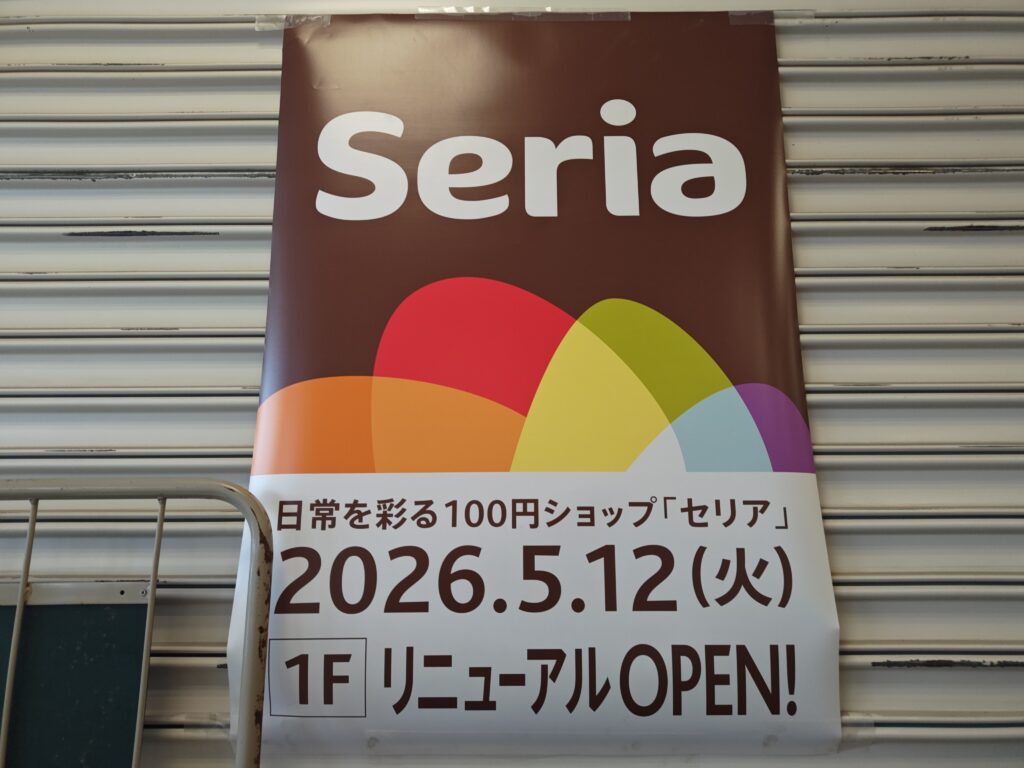 Seria
日常を彩る100円ショップ「セリア」
2026.5.12(火)
1F リニューアルOPEN!